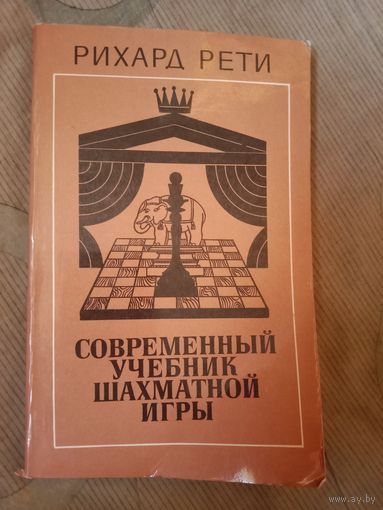 РИХАРД РЕТИ
СОВРЕМЕННЫЙ
УЧЕБНИК
ШАХМАТНОЙ
ИГРЫ
www.ay.by